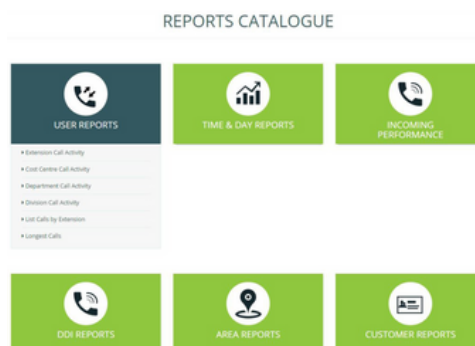 REPORTS CATALOGUE
USER REPORTS
TIME & DAY REPORTS
INCOMING
PERFORMANCE
Extension Call Activity
Cost Centre Call Activity
Department Call Activity
Division Call Activity
List Calls by Extension
Longest Calls
DDI REPORTS
AREA REPORTS
CUSTOMER REPORTS